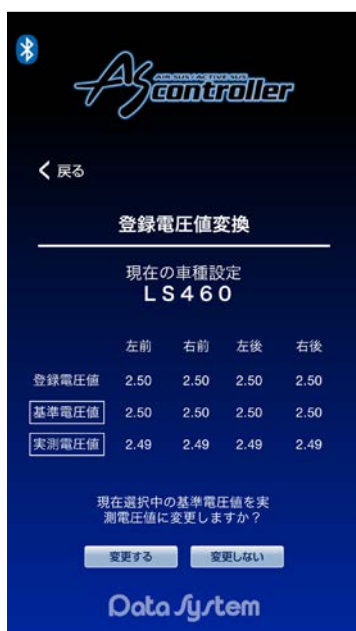 AIR SUS/ACTIVE SUS
AScontroller
戻る
登録電圧値変換
現在の車種設定
LS460
左前 右前 左後 右後
登録電圧値 2.50 2.50 2.50 2.50
基準電圧値 2.50 2.50 2.50 2.50
実測電圧値 2.49 2.49 2.49 2.49
現在選択中の基準電圧値を実
測電圧値に変更しますか？
変更する 変更しない
Data System